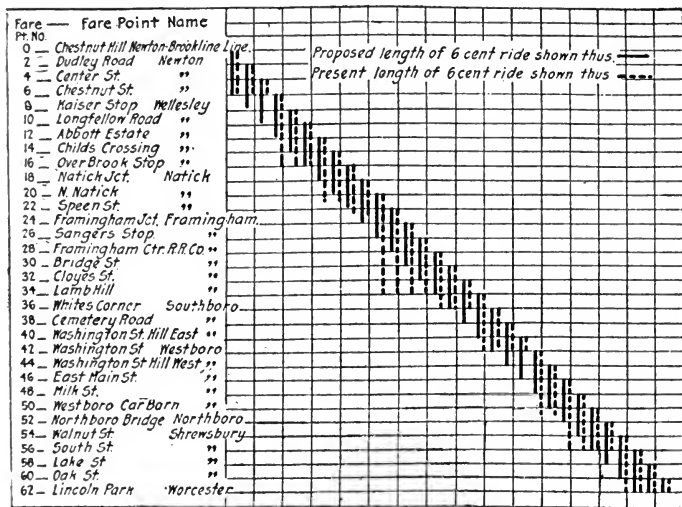 Fare — Fare Point Name
Pt. No.
0 — Chestnut Hill Newton-Brookline Line.
2 — Dudley Road Newton
4 — Center St. "
6 — Chestnut St. "
8 — Kaiser Stop Wellesley
10 — Longfellow Road "
12 — Abbott Estate "
14 — Childs Crossing "
16 — Over Brook Stop "
18 — Natick Jct. Natick
20 — N. Natick "
22 — Speen St. "
24 — Framingham Jct. Framingham.
26 — Sangers Stop "
28 — Framingham Ctr. R.R. Co. "
30 — Bridge St "
32 — Cloyes St. "
34 — Lamb Hill "
36 — Whites Corner Southboro
38 — Cemetery Road "
40 — Washington St. Hill East "
42 — Washington St. Westboro
44 — Washington St Hill West "
46 — East Main St. "
48 — Milk St. "
50 — Westboro Car Barn "
52 — Northboro Bridge Northboro
54 — Walnut St. Shrewsbury
56 — South St. "
58 — Lake St "
60 — Oak St. "
62 — Lincoln Park Worcester
Proposed length of 6 cent ride shown thus.
Present length of 6 cent ride shown thus